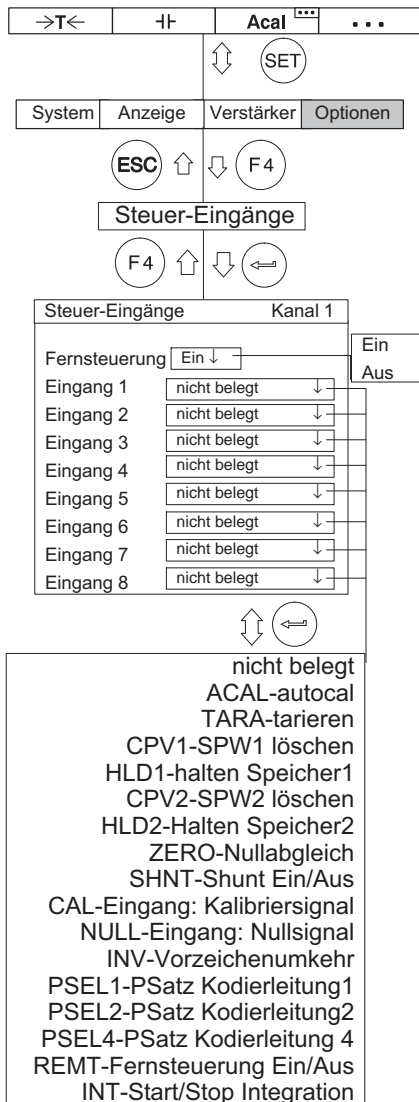 →T← ⊣⊢ Acal ...
SET
System Anzeige Verstärker Optionen
ESC F4
Steuer-Eingänge
F4
Steuer-Eingänge Kanal 1
Fernsteuerung Ein↓ Ein
Aus
Eingang 1 nicht belegt ↓
Eingang 2 nicht belegt ↓
Eingang 3 nicht belegt ↓
Eingang 4 nicht belegt ↓
Eingang 5 nicht belegt ↓
Eingang 6 nicht belegt ↓
Eingang 7 nicht belegt ↓
Eingang 8 nicht belegt ↓
nicht belegt
ACAL-autocal
TARA-tarieren
CPV1-SPW1 löschen
HLD1-halten Speicher1
CPV2-SPW2 löschen
HLD2-Halten Speicher2
ZERO-Nullabgleich
SHNT-Shunt Ein/Aus
CAL-Eingang: Kalibriersignal
NULL-Eingang: Nullsignal
INV-Vorzeichenumkehr
PSEL1-PSatz Kodierleitung1
PSEL2-PSatz Kodierleitung2
PSEL4-PSatz Kodierleitung 4
REMT-Fernsteuerung Ein/Aus
INT-Start/Stop Integration